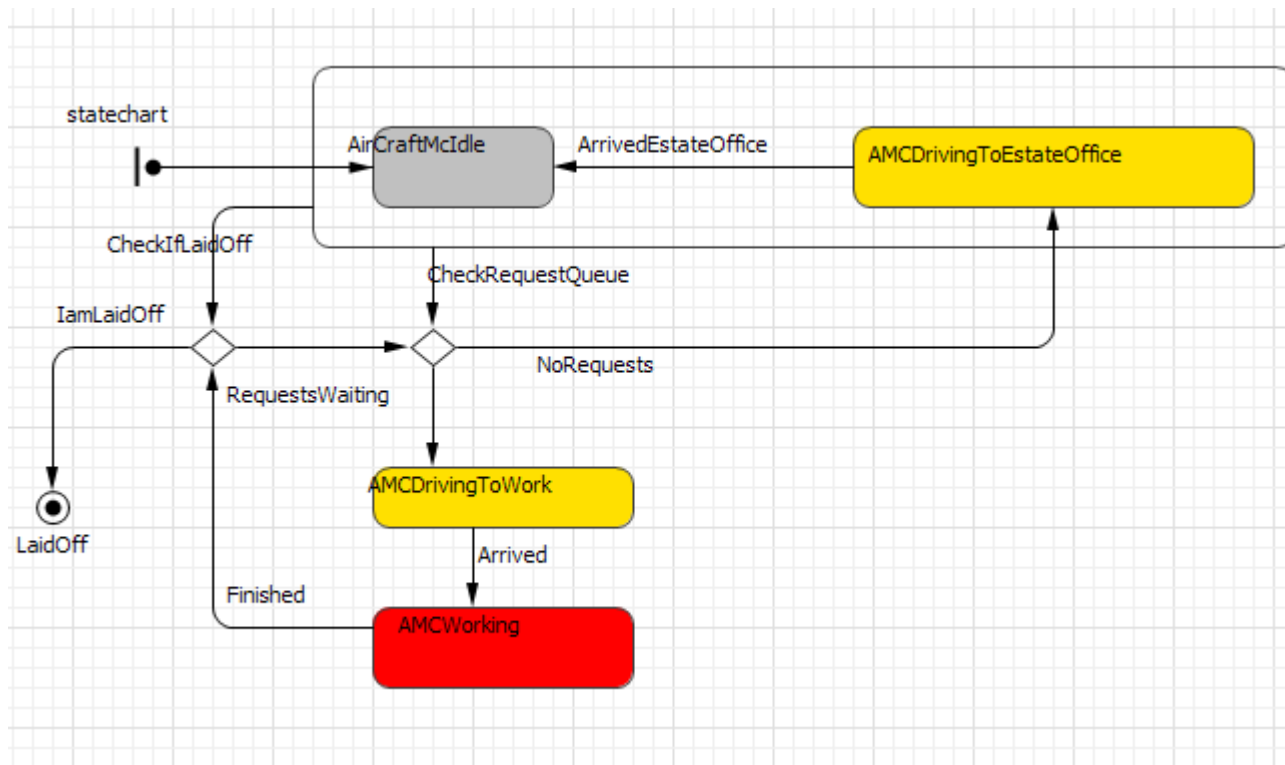 statechart
AirCraftMcIdle
ArrivedEstateOffice
AMCDrivingToEstateOffice
CheckIfLaidOff
CheckRequestQueue
IamLaidOff
NoRequests
RequestsWaiting
AMCDrivingToWork
LaidOff
Arrived
Finished
AMCWorking